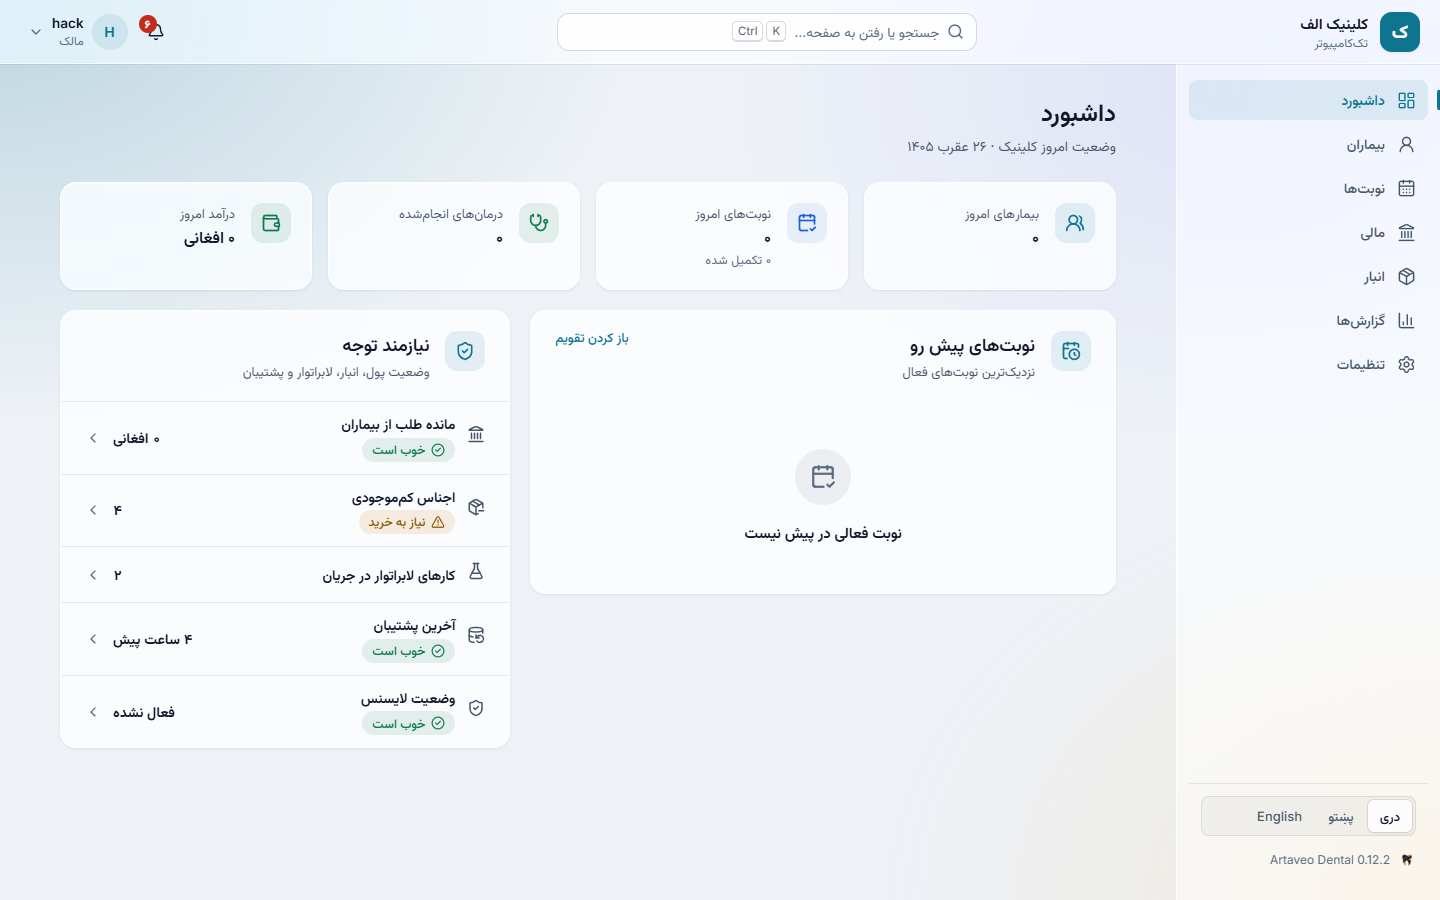 ک
کلینیک الف
تک‌کامپیوتر
جستجو یا رفتن به صفحه...
Ctrl K
۶
H
hack
مالک
داشبورد
بیماران
نوبت‌ها
مالی
انبار
گزارش‌ها
تنظیمات
داشبورد
وضعیت امروز کلینیک · ۲۶ عقرب ۱۴۰۵
بیمارهای امروز
۰
نوبت‌های امروز
۰
۰ تکمیل شده
درمان‌های انجام‌شده
۰
درآمد امروز
۰ افغانی
نوبت‌های پیش رو
نزدیک‌ترین نوبت‌های فعال
باز کردن تقویم
نوبت فعالی در پیش نیست
نیازمند توجه
وضعیت پول، انبار، لابراتوار و پشتیبان
مانده طلب از بیماران
خوب است
۰ افغانی
اجناس کم‌موجودی
نیاز به خرید
۴
کارهای لابراتوار در جریان
۲
آخرین پشتیبان
خوب است
۴ ساعت پیش
وضعیت لایسنس
خوب است
فعال نشده
دری
پښتو
English
Artaveo Dental 0.12.2